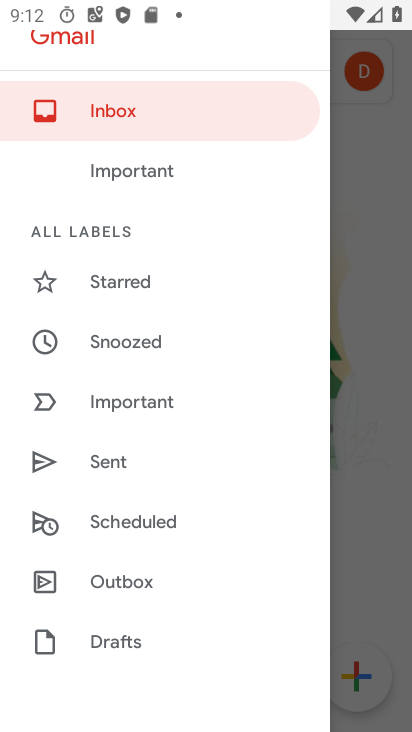 9:12
Gmail
D
Inbox
Important
ALL LABELS
Starred
Snoozed
Important
Sent
Scheduled
Outbox
Drafts